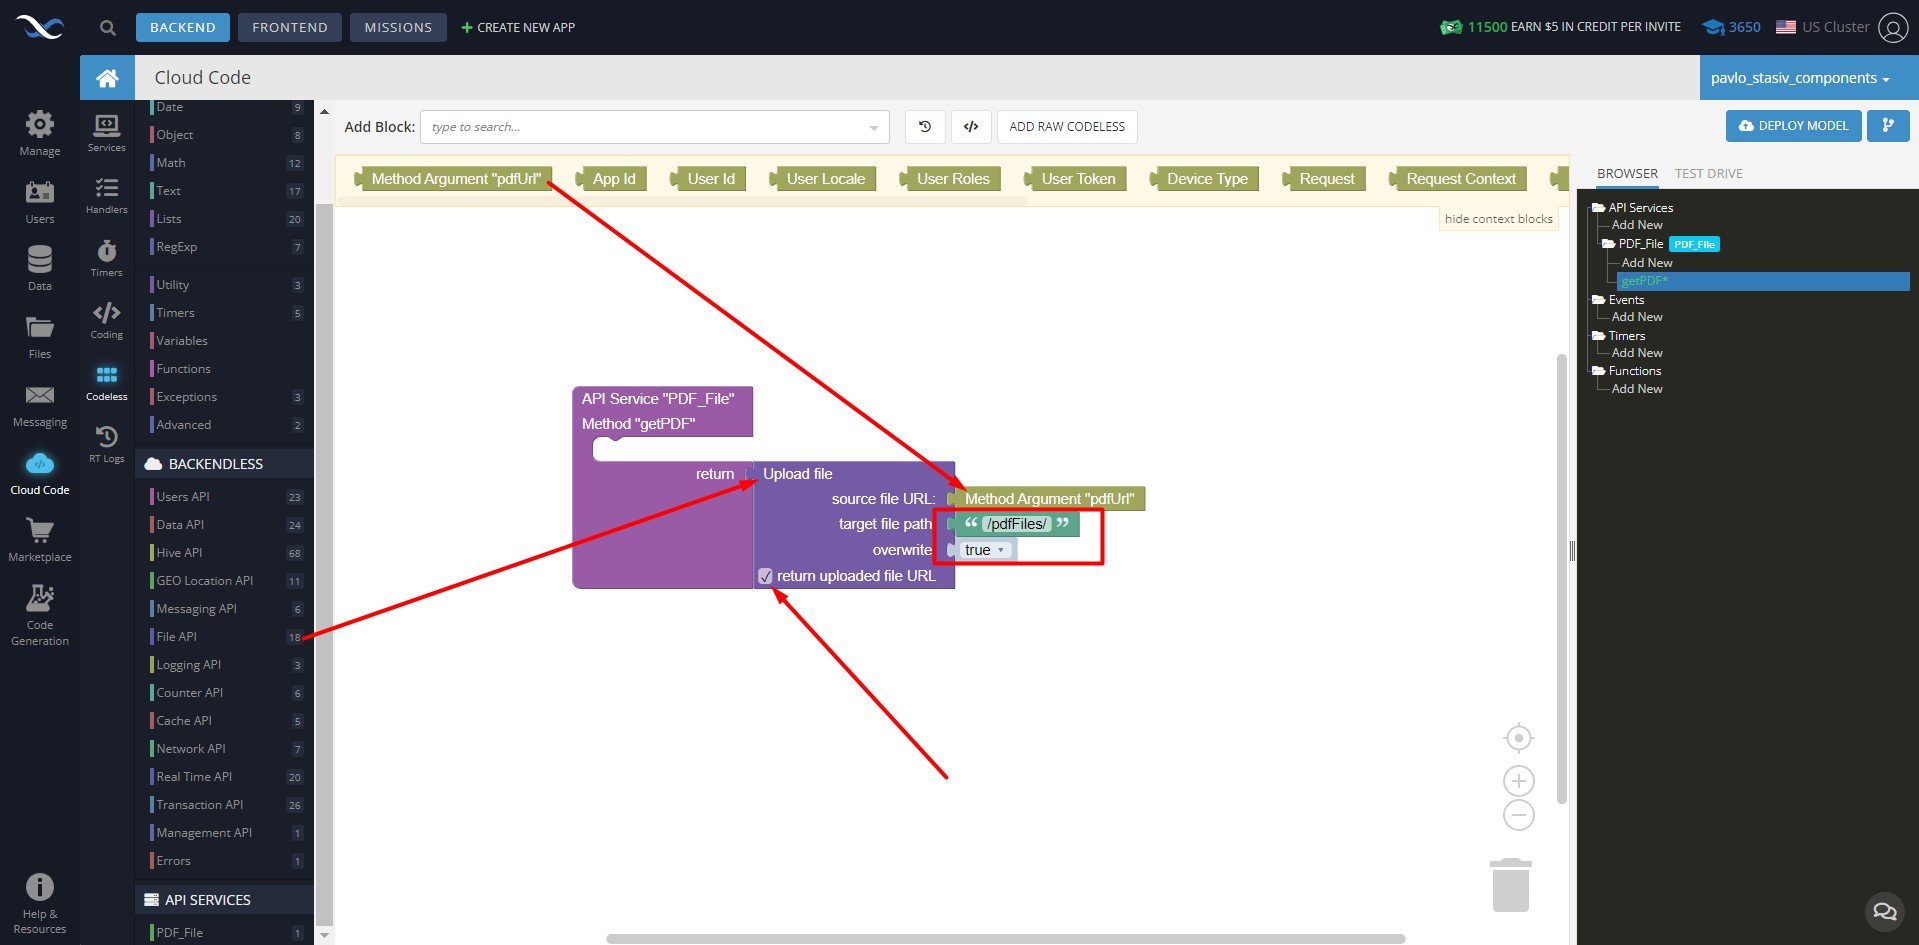 BACKEND
FRONTEND
MISSIONS
+ CREATE NEW APP
11500 EARN $5 IN CREDIT PER INVITE
3650
US Cluster
Cloud Code
pavlo_stasiv_components
Manage
Users
Data
Files
Messaging
Cloud Code
Marketplace
Code
Generation
Help &
Resources
Services
Handlers
Timers
Coding
Codeless
RT Logs
Date 9
Object 8
Math 12
Text 17
Lists 20
RegExp 7
Utility 3
Timers 5
Variables
Functions
Exceptions 3
Advanced 2
BACKENDLESS
Users API 23
Data API 24
Hive API 68
GEO Location API 11
Messaging API 6
File API 18
Logging API 3
Counter API 6
Cache API 5
Network API 7
Real Time API 20
Transaction API 26
Management API 1
Errors 1
API SERVICES
PDF_File 1
Add Block:
type to search...
</>
ADD RAW CODELESS
DEPLOY MODEL
Method Argument "pdfUrl"
App Id
User Id
User Locale
User Roles
User Token
Device Type
Request
Request Context
hide context blocks
API Service "PDF_File"
Method "getPDF"
return
Upload file
source file URL:
Method Argument "pdfUrl"
target file path
“ /pdfFiles/ ”
overwrite
true
return uploaded file URL
BROWSER
TEST DRIVE
API Services
Add New
PDF_File PDF_File
Add New
getPDF*
Events
Add New
Timers
Add New
Functions
Add New